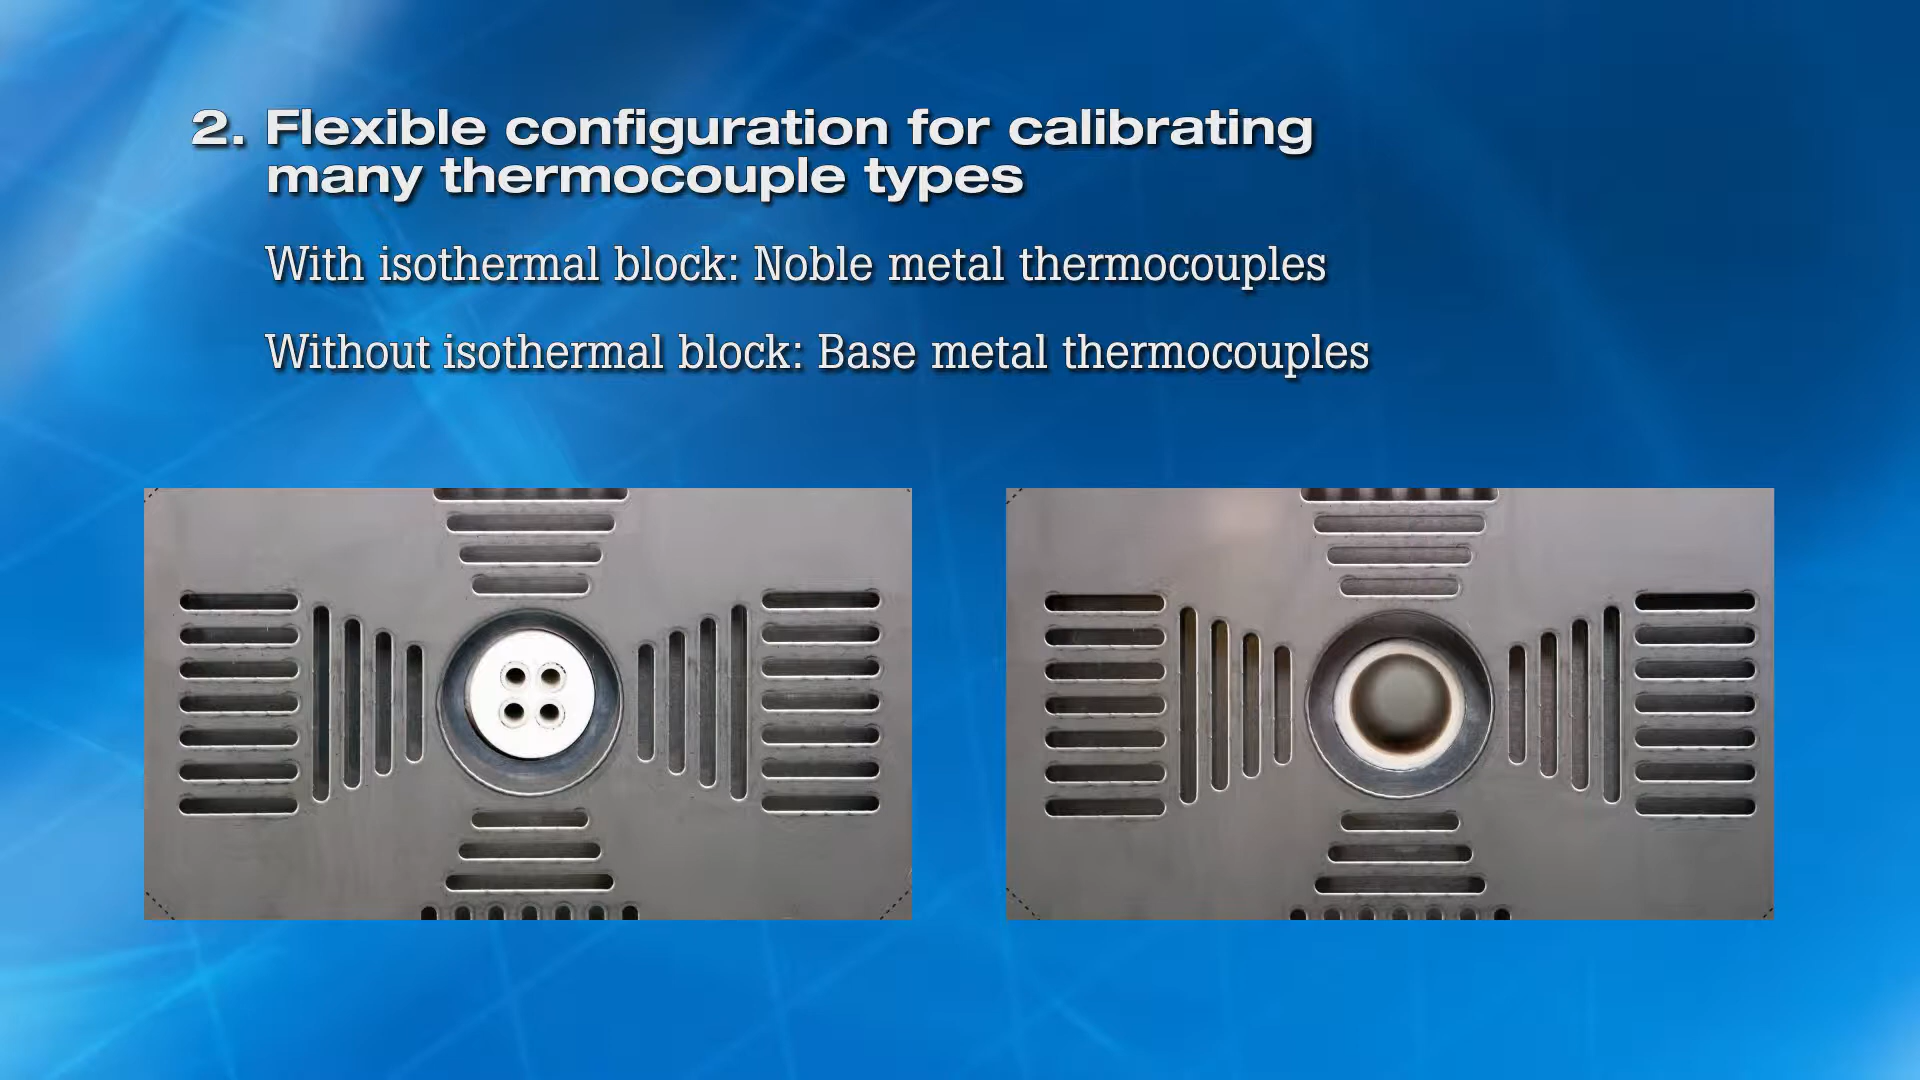 2. Flexible configuration for calibrating
many thermocouple types
With isothermal block: Noble metal thermocouples
Without isothermal block: Base metal thermocouples